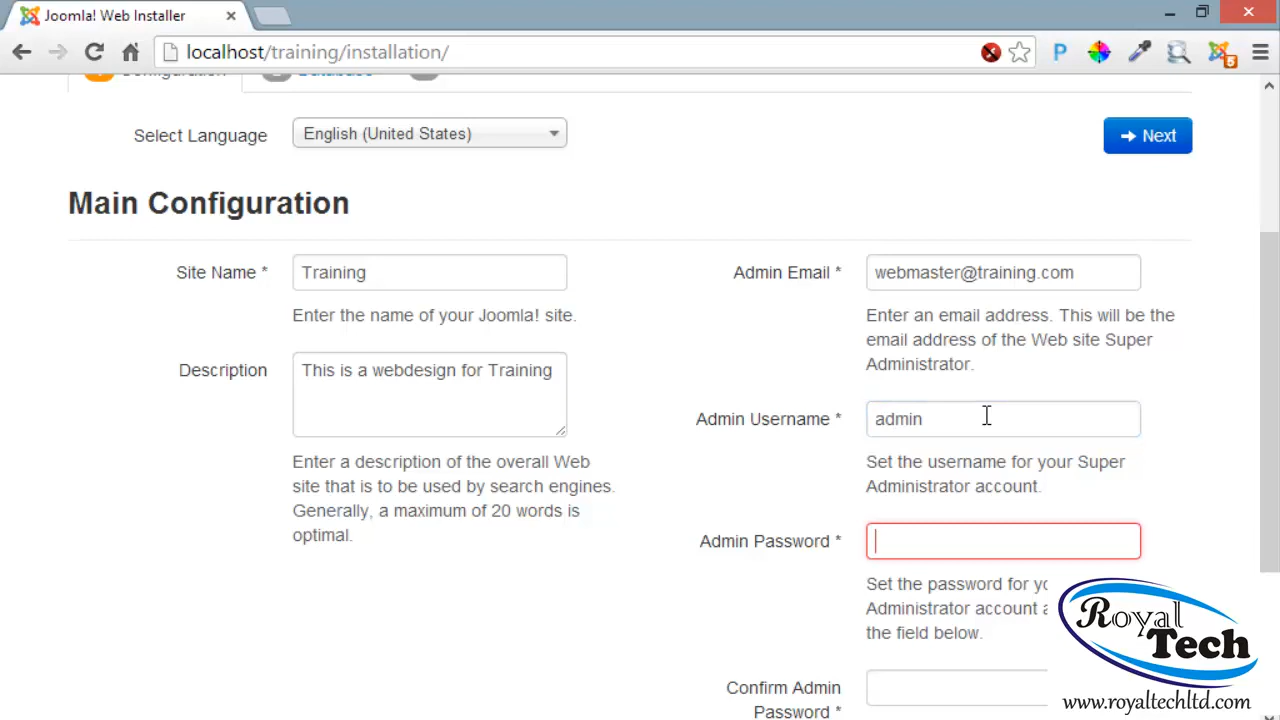 Joomla! Web Installer
localhost/training/installation/
P
5
Configuration
Database
Select Language
English (United States)
Next
Main Configuration
Site Name *
Training
Enter the name of your Joomla! site.
Description
This is a webdesign for Training
Enter a description of the overall Web
site that is to be used by search engines.
Generally, a maximum of 20 words is
optimal.
Admin Email *
webmaster@training.com
Enter an email address. This will be the
email address of the Web site Super
Administrator.
Admin Username *
admin
Set the username for your Super
Administrator account.
Admin Password *
Set the password for yo
Administrator account a
the field below.
Confirm Admin
Password *
Royal
Tech
www.royaltechltd.com